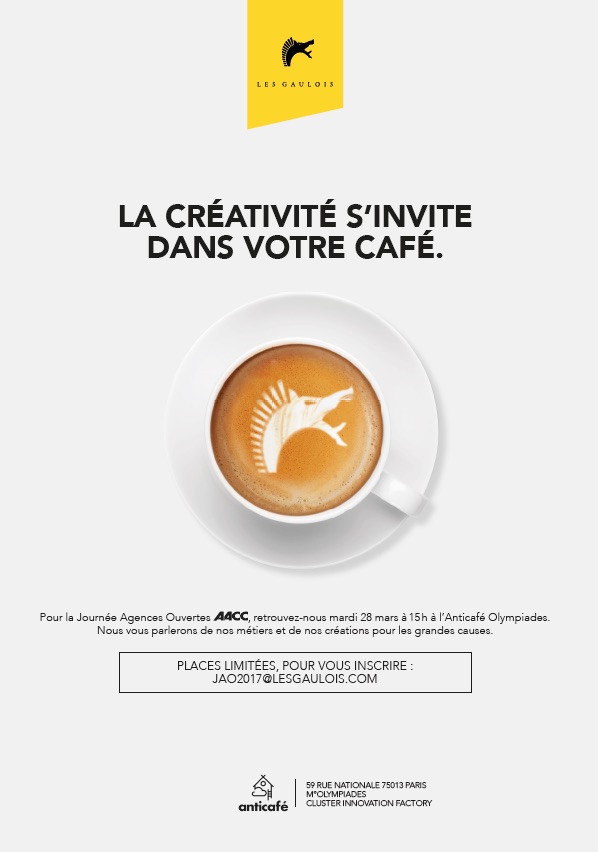 LES GAULOIS
LA CRÉATIVITÉ S’INVITE
DANS VOTRE CAFÉ.
Pour la Journée Agences Ouvertes AACC, retrouvez-nous mardi 28 mars à 15h à l’Anticafé Olympiades.
Nous vous parlerons de nos métiers et de nos créations pour les grandes causes.
PLACES LIMITÉES, POUR VOUS INSCRIRE :
JAO2017@LESGAULOIS.COM
anticafé
59 RUE NATIONALE 75013 PARIS
M°OLYMPIADES
CLUSTER INNOVATION FACTORY